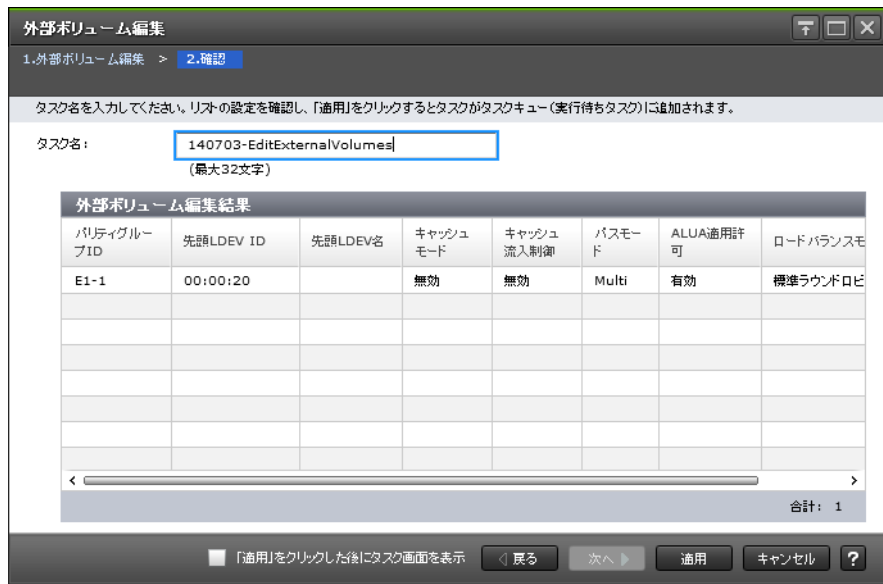 外部ボリューム編集
1.外部ボリューム編集 > 2.確認
タスク名を入力してください。リストの設定を確認し、「適用」をクリックするとタスクがタスクキュー(実行待ちタスク)に追加されます。
タスク名: 140703-EditExternalVolumes
(最大32文字)
外部ボリューム編集結果
パリティグルー 先頭LDEV ID 先頭LDEV名 キャッシュ キャッシュ パスモー ALUA適用許 ロードバランスモ
プID モード 流入制御 ド 可
E1-1 00:00:20 無効 無効 Multi 有効 標準ラウンドロビ
合計: 1
「適用」をクリックした後にタスク画面を表示 戻る 次へ 適用 キャンセル ?